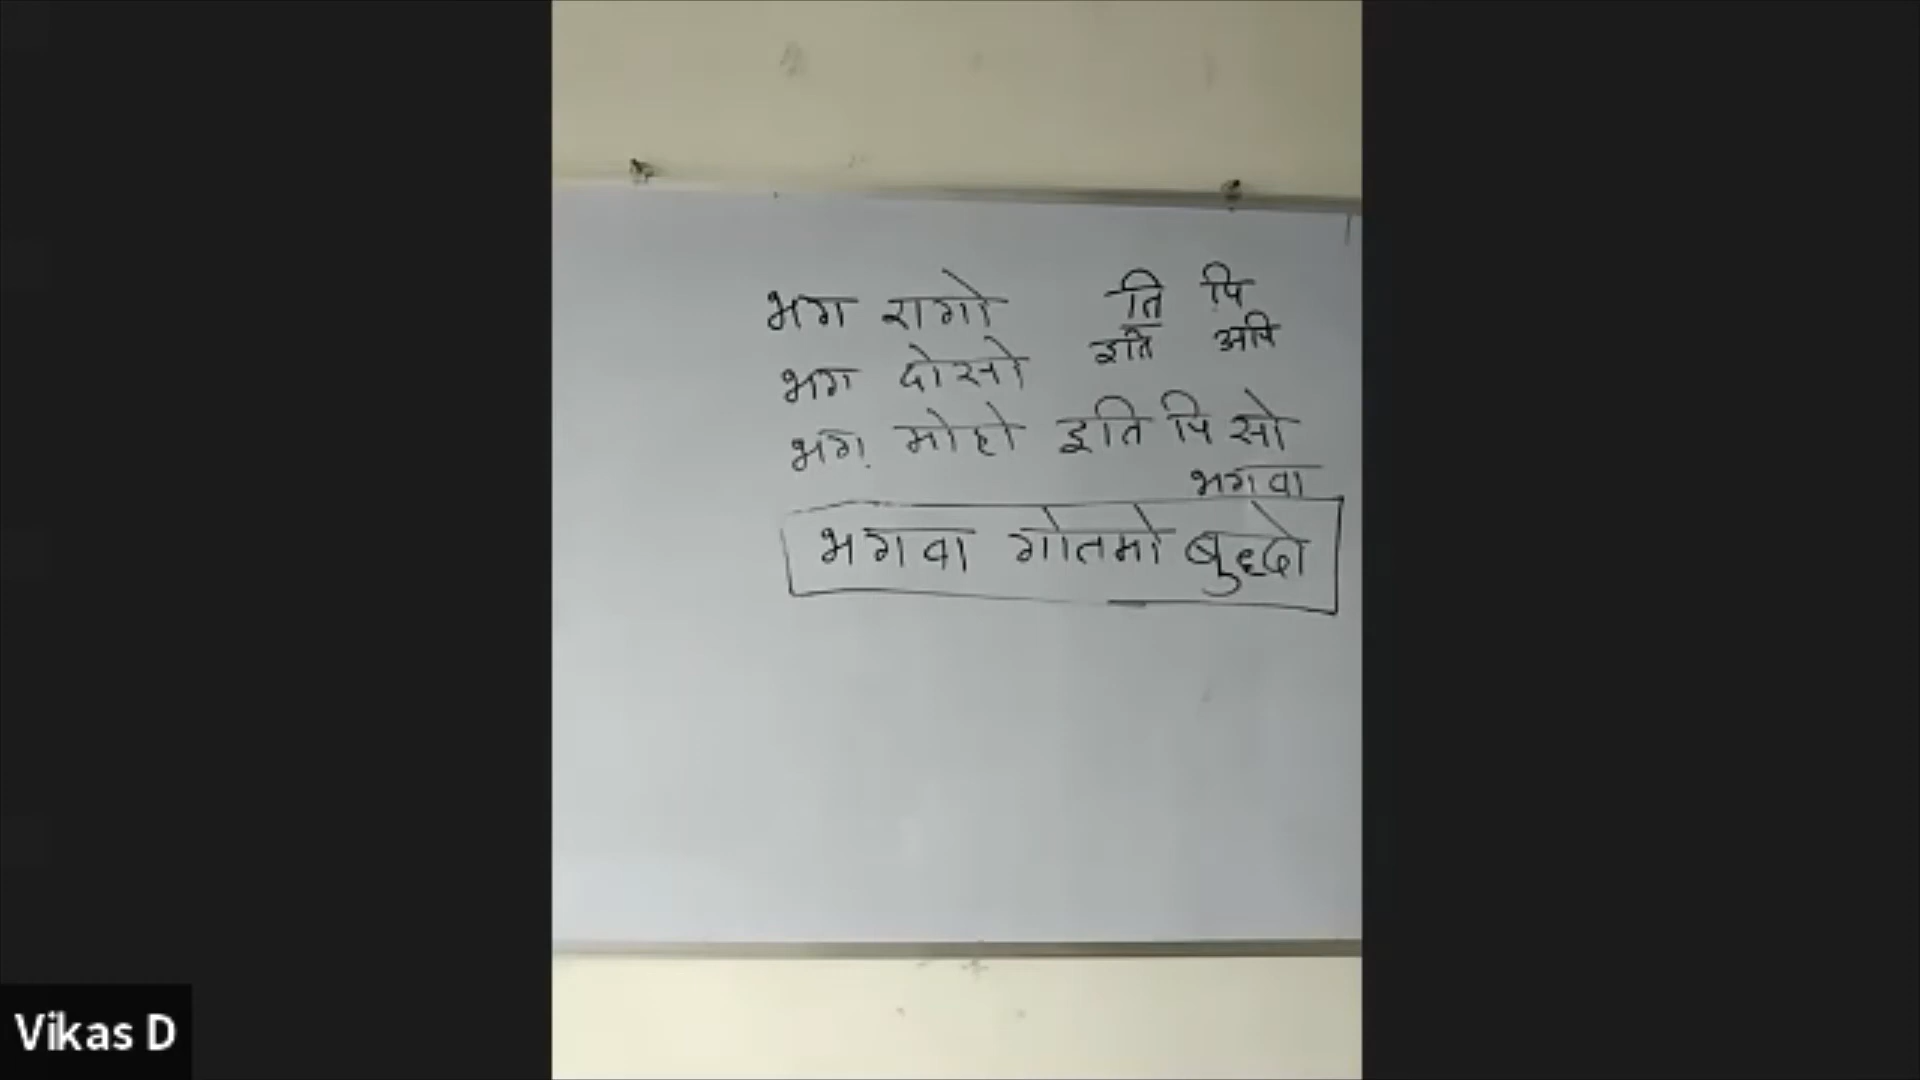 भग रागो ति पि
इति अपि
भग दोसो
भग मोहो इति पि सो
भगवा
भगवा गोतमो बुद्दो
Vikas D